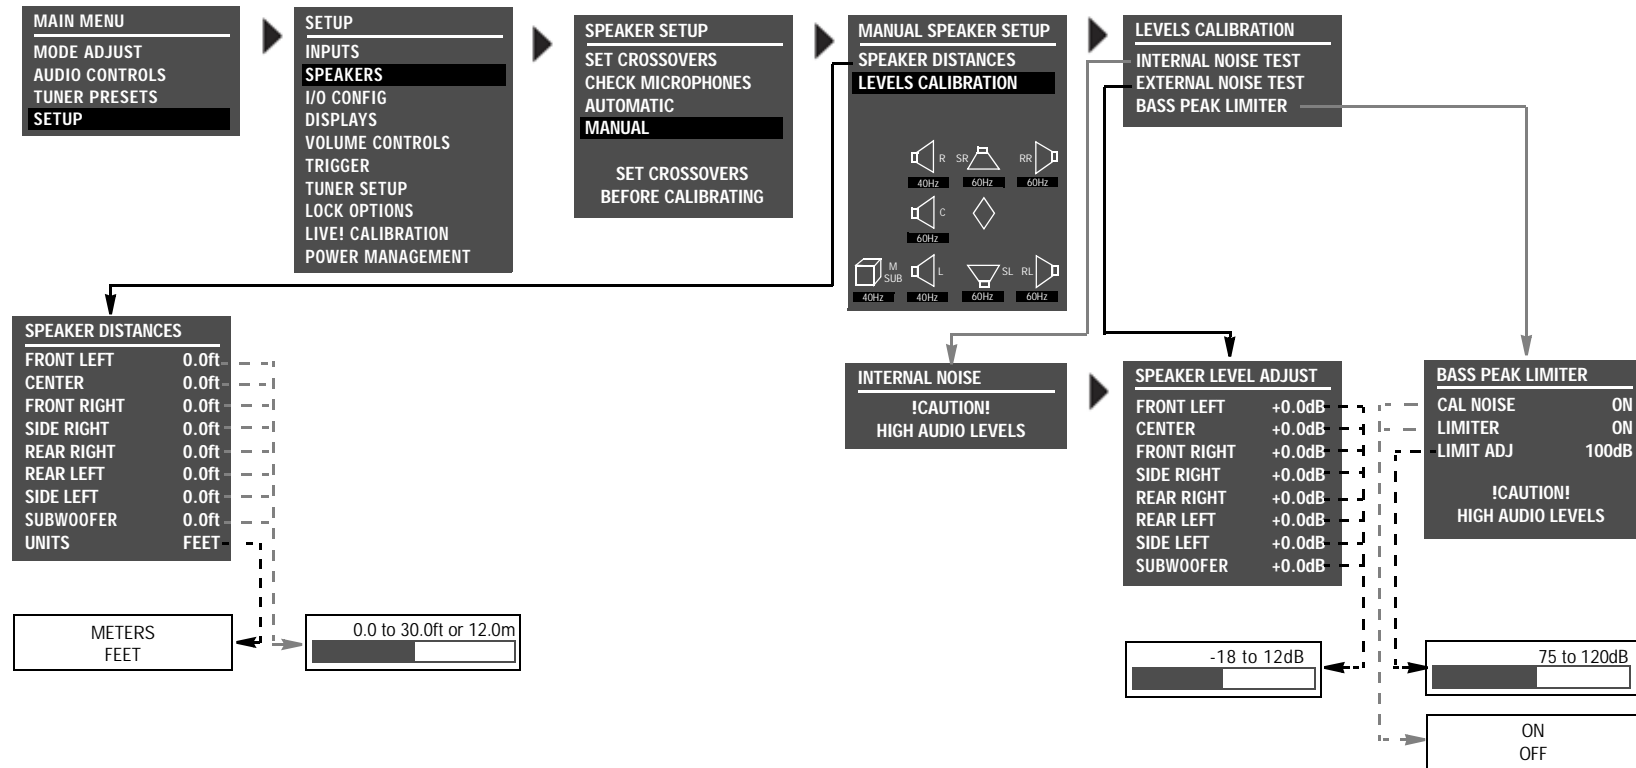 MAIN MENU
MODE ADJUST
AUDIO CONTROLS
TUNER PRESETS
SETUP
SETUP
INPUTS
SPEAKERS
I/O CONFIG
DISPLAYS
VOLUME CONTROLS
TRIGGER
TUNER SETUP
LOCK OPTIONS
LIVE! CALIBRATION
POWER MANAGEMENT
SPEAKER SETUP
SET CROSSOVERS
CHECK MICROPHONES
AUTOMATIC
MANUAL
SET CROSSOVERS
BEFORE CALIBRATING
MANUAL SPEAKER SETUP
SPEAKER DISTANCES
LEVELS CALIBRATION
R SR RR
40Hz 60Hz 60Hz
C
60Hz
M
SUB L SL RL
40Hz 40Hz 60Hz 60Hz
LEVELS CALIBRATION
INTERNAL NOISE TEST
EXTERNAL NOISE TEST
BASS PEAK LIMITER
SPEAKER DISTANCES
FRONT LEFT 0.0ft
CENTER 0.0ft
FRONT RIGHT 0.0ft
SIDE RIGHT 0.0ft
REAR RIGHT 0.0ft
REAR LEFT 0.0ft
SIDE LEFT 0.0ft
SUBWOOFER 0.0ft
UNITS FEET
METERS
FEET
0.0 to 30.0ft or 12.0m
INTERNAL NOISE
!CAUTION!
HIGH AUDIO LEVELS
SPEAKER LEVEL ADJUST
FRONT LEFT +0.0dB
CENTER +0.0dB
FRONT RIGHT +0.0dB
SIDE RIGHT +0.0dB
REAR RIGHT +0.0dB
REAR LEFT +0.0dB
SIDE LEFT +0.0dB
SUBWOOFER +0.0dB
-18 to 12dB
BASS PEAK LIMITER
CAL NOISE ON
LIMITER ON
LIMIT ADJ 100dB
!CAUTION!
HIGH AUDIO LEVELS
75 to 120dB
ON
OFF